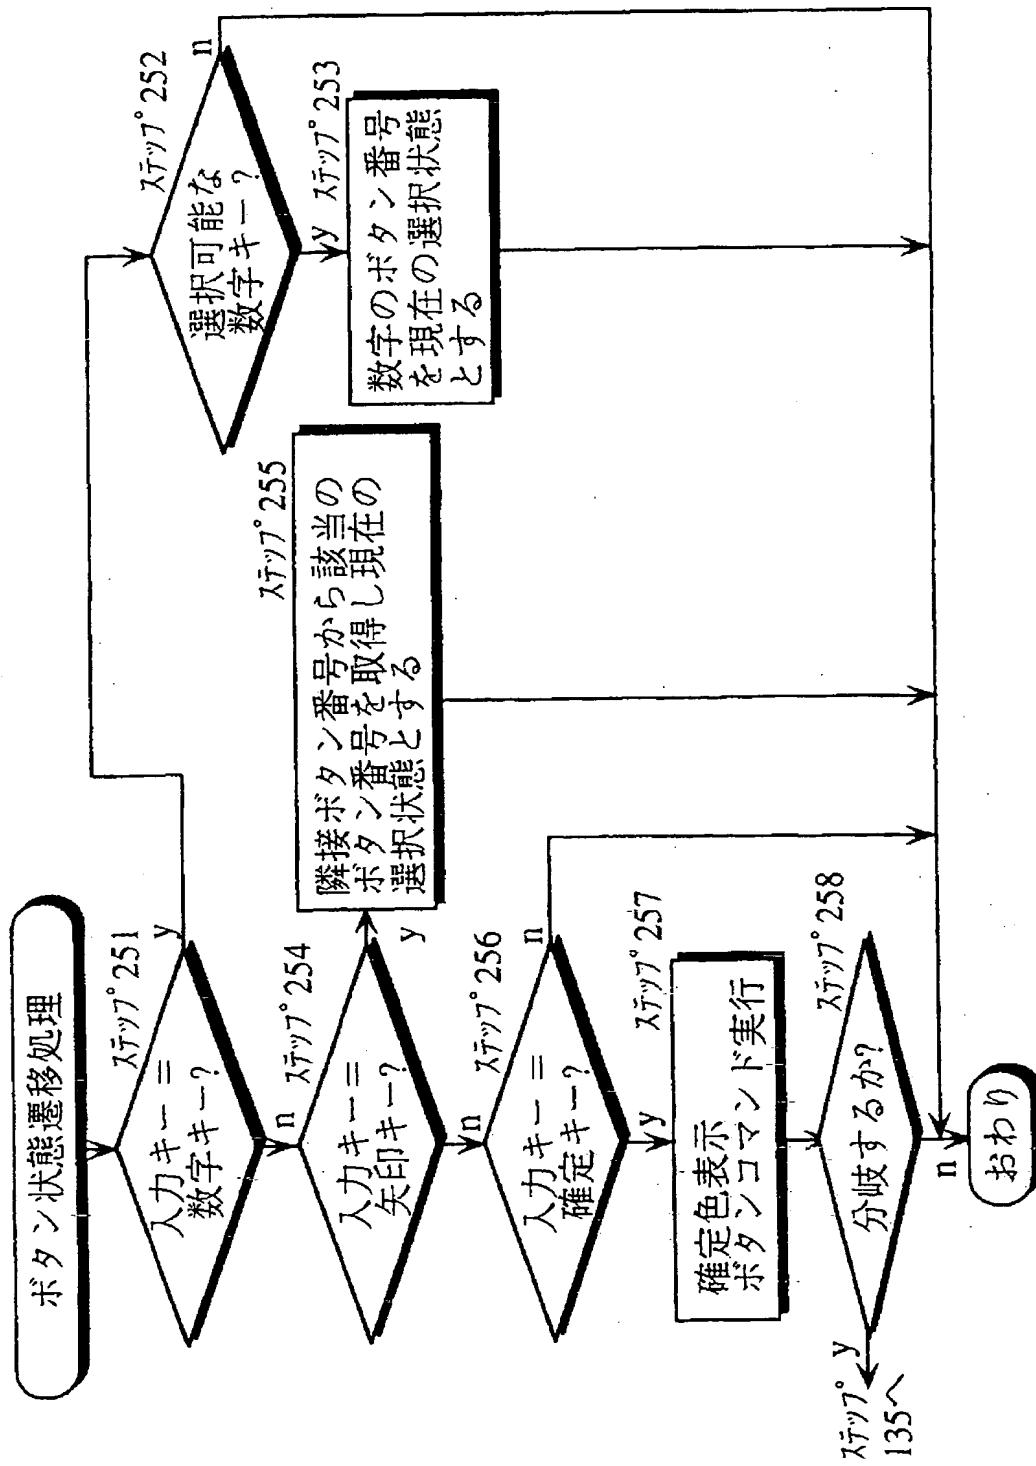 ボタン状態遷移処理
ステップ251
入力キー＝
数字キー？
y
n
ステップ252
選択可能な
数字キー？
n
y
ステップ253
数字のボタン番号
を現在の選択状態
とする
ステップ254
入力キー＝
矢印キー？
y
n
ステップ255
隣接ボタン番号から該当の
ボタン番号を取得し現在の
選択状態とする
ステップ256
入力キー＝
確定キー？
n
y
ステップ257
確定色表示
ボタンコマンド実行
ステップ258
分岐するか？
y
n
ステップ
135へ
おわり